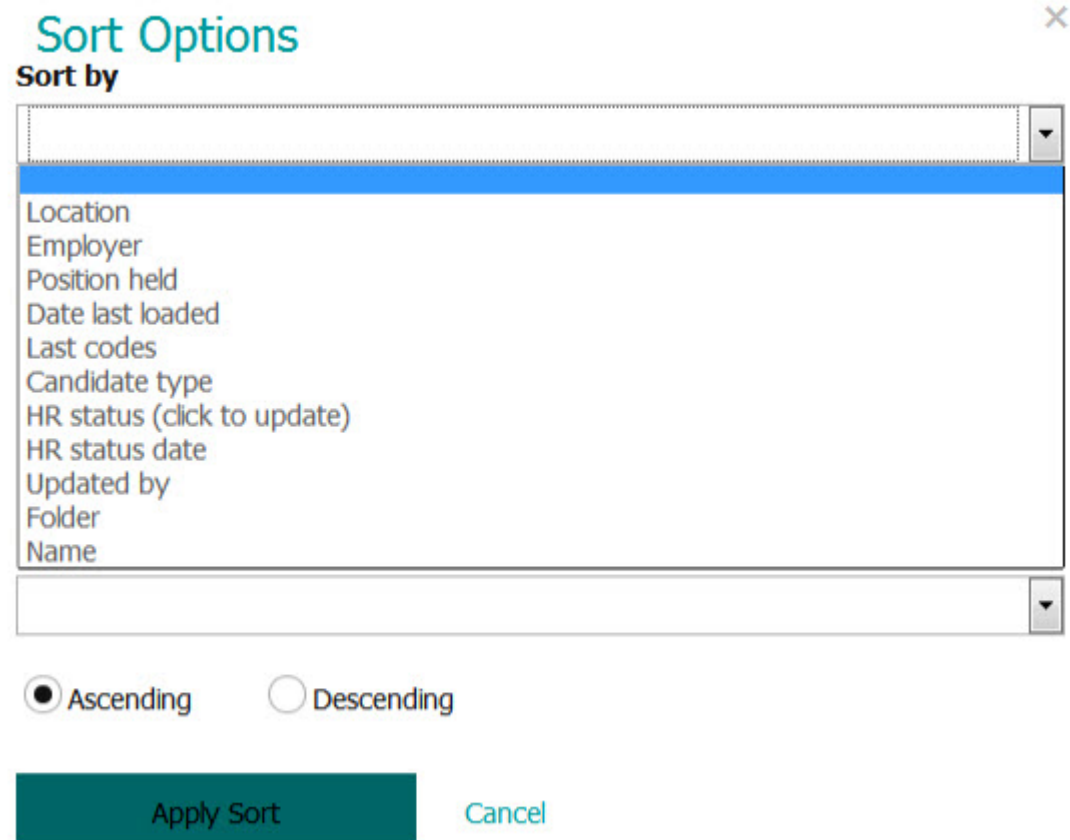 Sort Options
Sort by
Location
Employer
Position held
Date last loaded
Last codes
Candidate type
HR status (click to update)
HR status date
Updated by
Folder
Name
Ascending Descending
Apply Sort Cancel